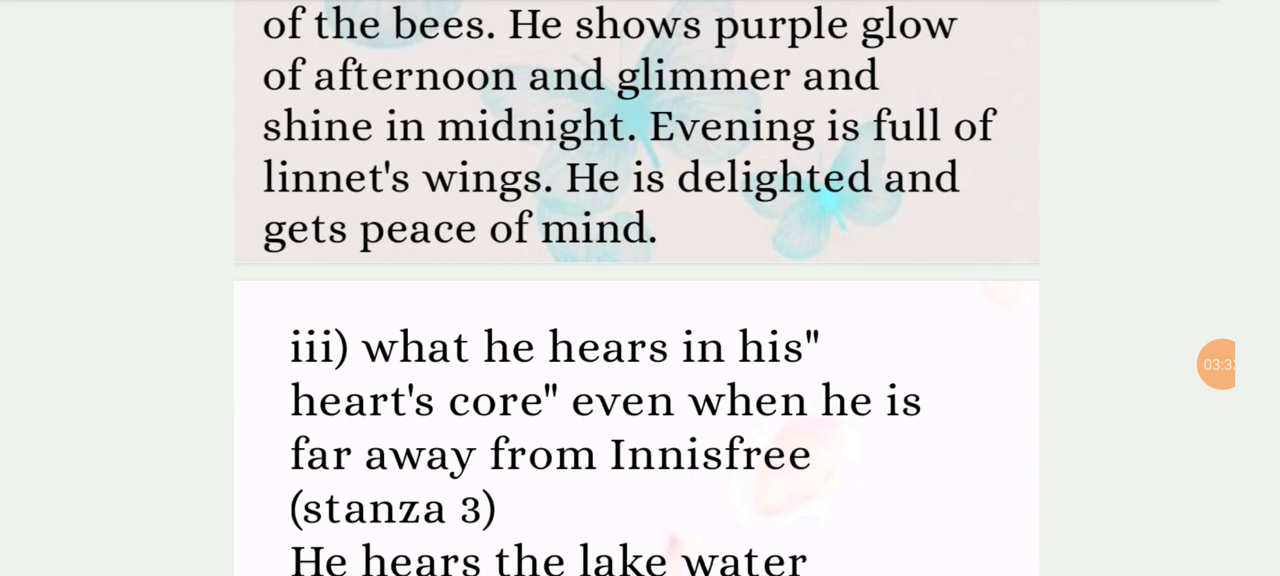 of the bees. He shows purple glow
of afternoon and glimmer and
shine in midnight. Evening is full of
linnet's wings. He is delighted and
gets peace of mind.
iii) what he hears in his"
heart's core" even when he is
far away from Innisfree
(stanza 3)
He hears the lake water